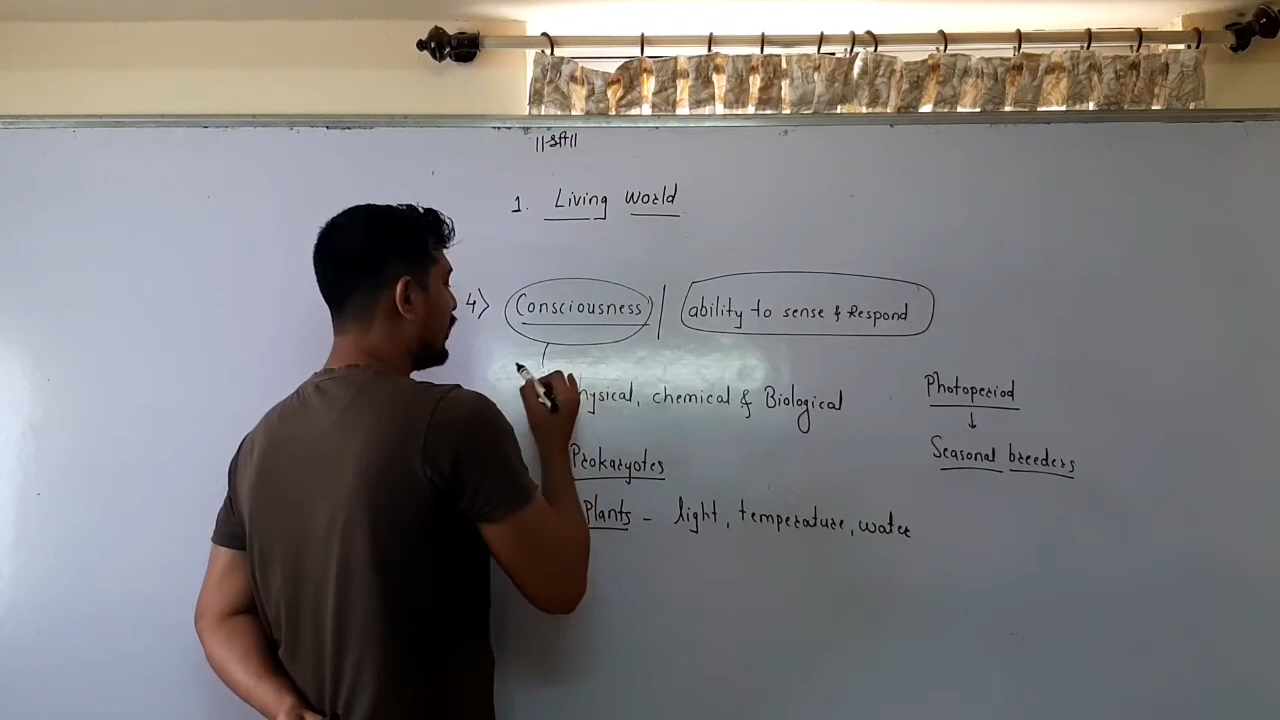 ||श्री||
1. Living World
4) Consciousness | ability to sense & Respond
hysical, chemical & Biological
Photoperiod
↓
Seasonal breeders
Prokaryotes
Plants - light, temperature, water